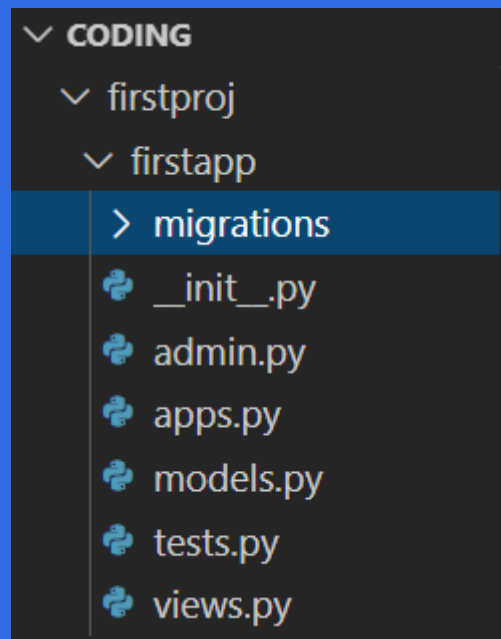 CODING
firstproj
firstapp
migrations
__init__.py
admin.py
apps.py
models.py
tests.py
views.py